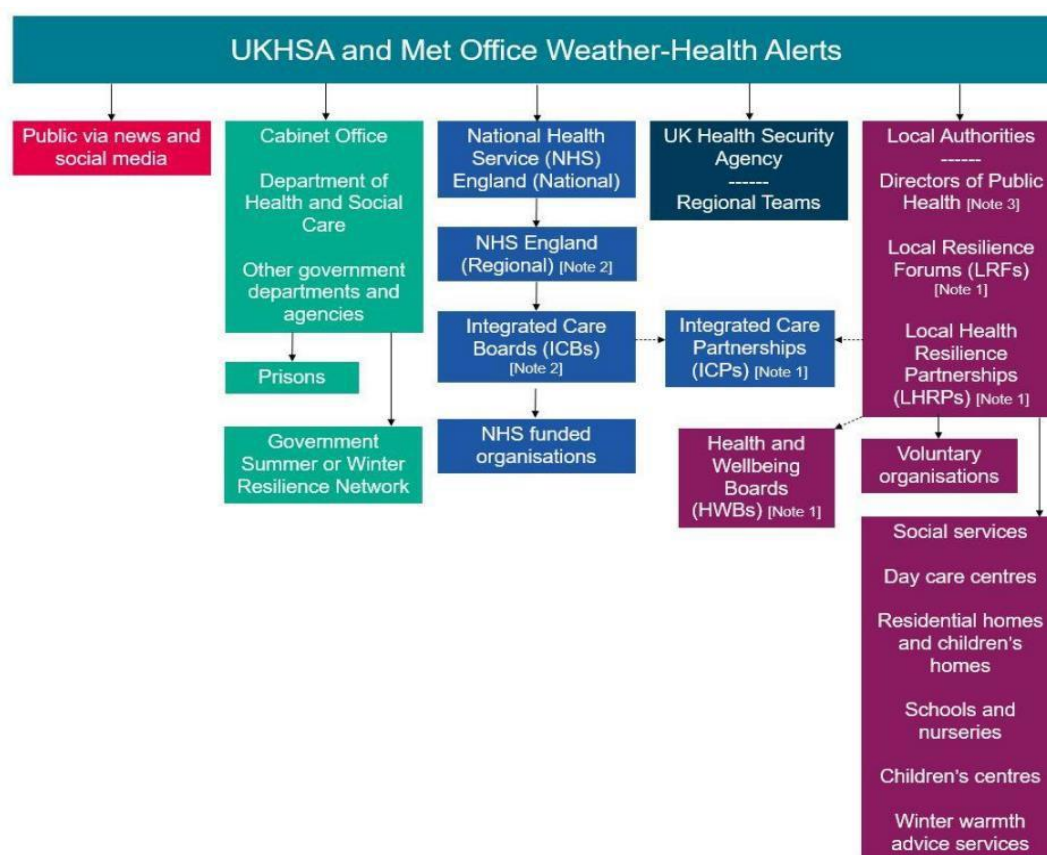 UKHSA and Met Office Weather-Health Alerts
Public via news and
social media
Cabinet Office
Department of
Health and Social
Care
Other government
departments and
agencies
Prisons
Government
Summer or Winter
Resilience Network
National Health
Service (NHS)
England (National)
NHS England
(Regional) [Note 2]
Integrated Care
Boards (ICBs)
[Note 2]
NHS funded
organisations
UK Health Security
Agency
------
Regional Teams
Integrated Care
Partnerships
(ICPs) [Note 1]
Local Authorities
------
Directors of Public
Health [Note 3]
Local Resilience
Forums (LRFs)
[Note 1]
Local Health
Resilience
Partnerships
(LHRPs) [Note 1]
Health and
Wellbeing
Boards
(HWBs) [Note 1]
Voluntary
organisations
Social services
Day care centres
Residential homes
and children's
homes
Schools and
nurseries
Children's centres
Winter warmth
advice services